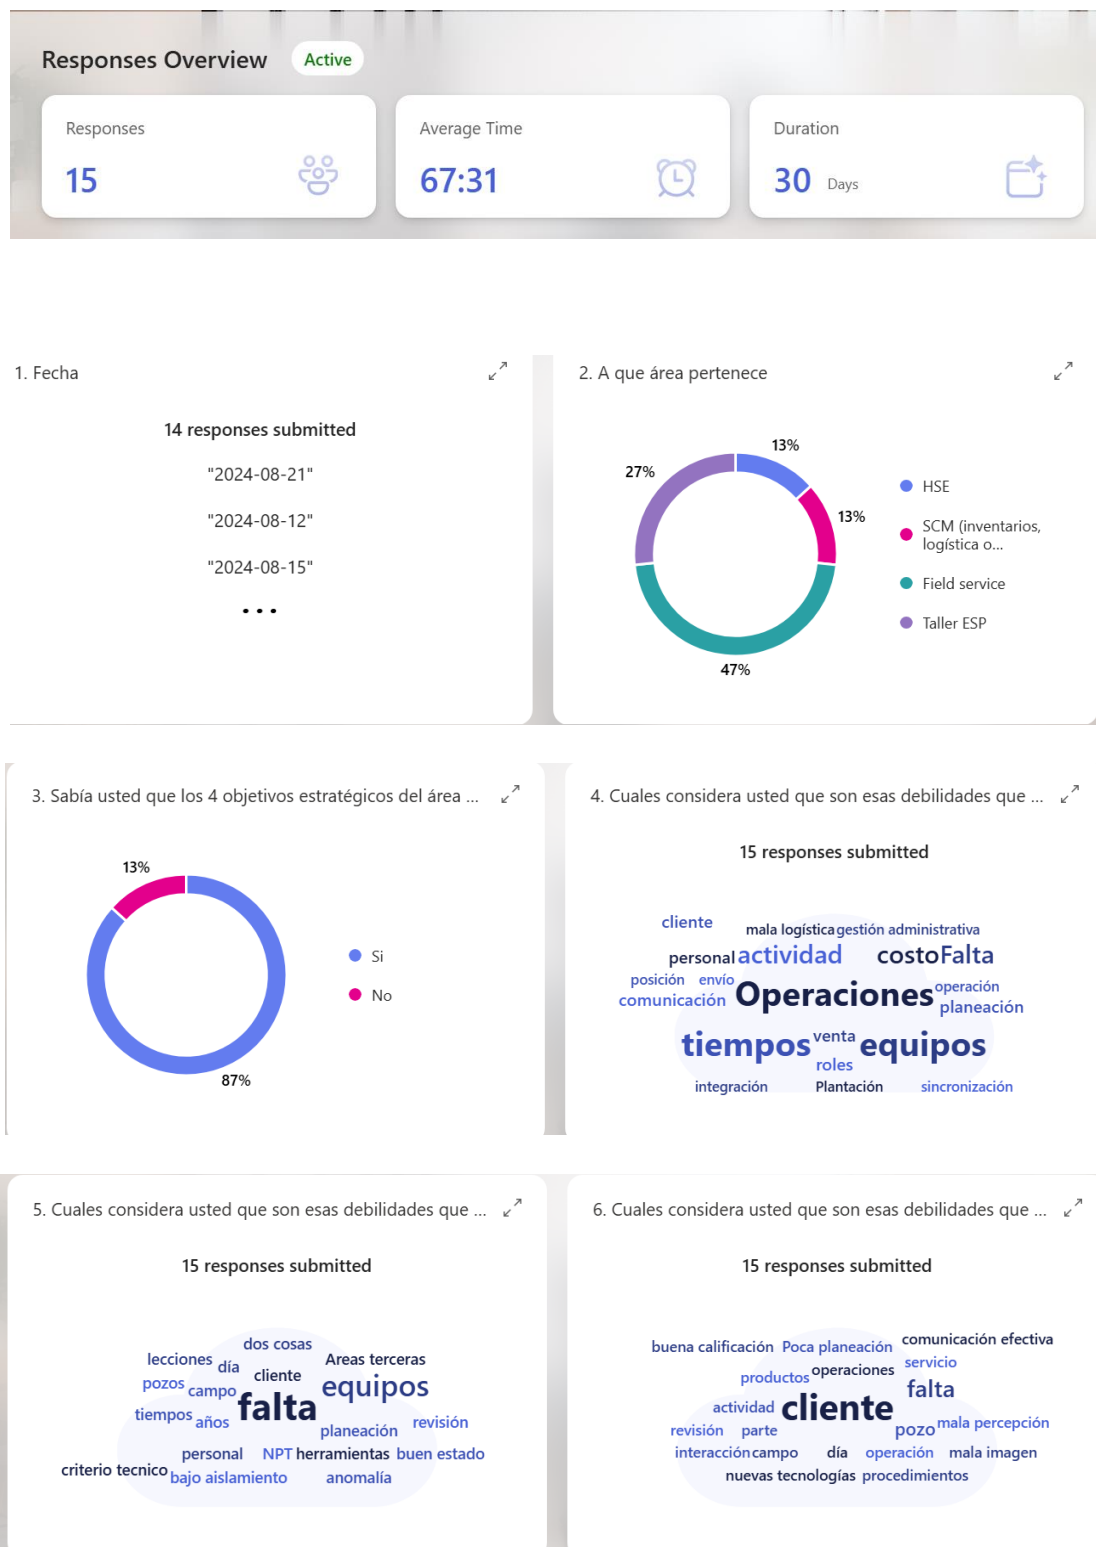 Responses Overview Active
Responses
15
Average Time
67:31
Duration
30 Days
1. Fecha
14 responses submitted
"2024-08-21"
"2024-08-12"
"2024-08-15"
...
2. A que área pertenece
13%
27%
13%
47%
HSE
SCM (inventarios,
logística o...
Field service
Taller ESP
3. Sabía usted que los 4 objetivos estratégicos del área ...
13%
87%
Si
No
4. Cuales considera usted que son esas debilidades que ...
15 responses submitted
cliente
mala logística gestión administrativa
personal actividad costo Falta
posición envío operación
comunicación Operaciones planeación
tiempos venta equipos
roles
integración Plantación sincronización
5. Cuales considera usted que son esas debilidades que ...
15 responses submitted
dos cosas
lecciones día cliente Areas terceras
pozos campo falta equipos
tiempos años planeación revisión
personal NPT herramientas buen estado
criterio tecnico bajo aislamiento anomalía
6. Cuales considera usted que son esas debilidades que ...
15 responses submitted
buena calificación Poca planeación comunicación efectiva
productos operaciones servicio
actividad cliente falta
revisión parte pozo mala percepción
interacción campo día operación mala imagen
nuevas tecnologías procedimientos